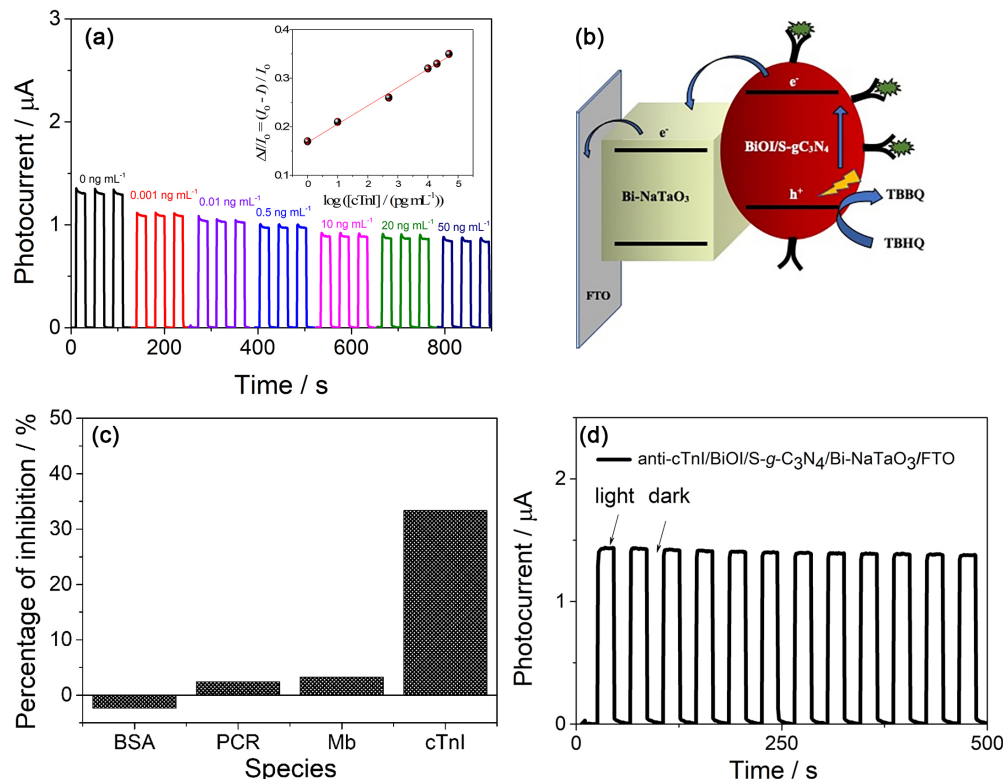 (a)
3
2
1
0
Photocurrent / µA
0 ng mL⁻¹
0.001 ng mL⁻¹
0.01 ng mL⁻¹
0.5 ng mL⁻¹
10 ng mL⁻¹
20 ng mL⁻¹
50 ng mL⁻¹
0.4
0.3
0.2
0.1
ΔI/I₀ = (I₀ - I) / I₀
0 1 2 3 4 5
log ([cTnI] / (pg mL⁻¹))
0 200 400 600 800
Time / s
(b)
e⁻
e⁻
BiOI/S-gC₃N₄
Bi-NaTaO₃
h⁺
TBBQ
TBHQ
FTO
(c)
50
40
30
20
10
0
Percentage of inhibition / %
BSA PCR Mb cTnI
Species
(d)
anti-cTnI/BiOI/S-g-C₃N₄/Bi-NaTaO₃/FTO
light dark
2
1
0
Photocurrent / µA
0 250 500
Time / s